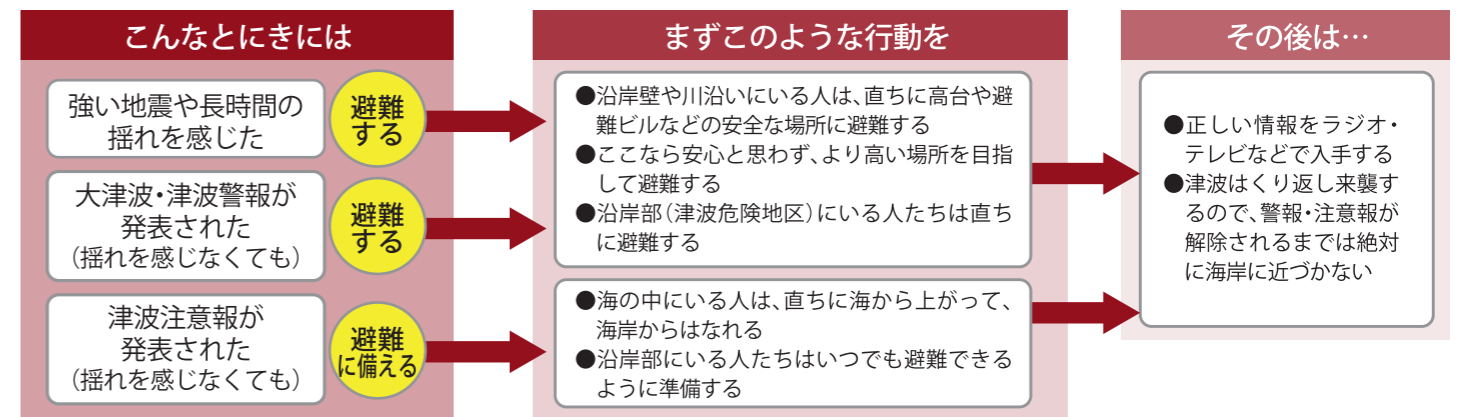 こんなとにきには
強い地震や長時間の
揺れを感じた
避難
する
大津波・津波警報が
発表された
（揺れを感じなくても）
避難
する
津波注意報が
発表された
（揺れを感じなくても）
避難
に備える
まずこのような行動を
●沿岸壁や川沿いにいる人は、直ちに高台や避
難ビルなどの安全な場所に避難する
●ここなら安心と思わず、より高い場所を目指
して避難する
●沿岸部（津波危険地区）にいる人たちは直ち
に避難する
●海の中にいる人は、直ちに海から上がって、
海岸からはなれる
●沿岸部にいる人たちはいつでも避難できる
ように準備する
その後は…
●正しい情報をラジオ・
テレビなどで入手する
●津波はくり返し来襲す
るので、警報・注意報が
解除されるまでは絶対
に海岸に近づかない